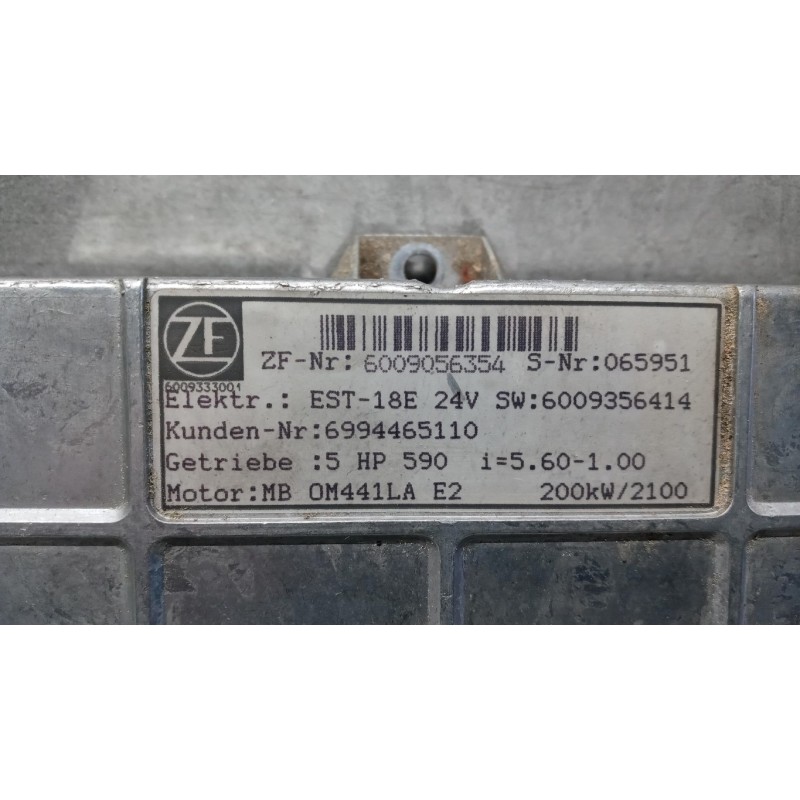 ZF
ZF-Nr: 6009056354 S-Nr:065951
6009333001
Elektr.: EST-18E 24V SW:6009356414
Kunden-Nr:6994465110
Getriebe :5 HP 590 i=5.60-1.00
Motor:MB OM441LA E2 200kW/2100